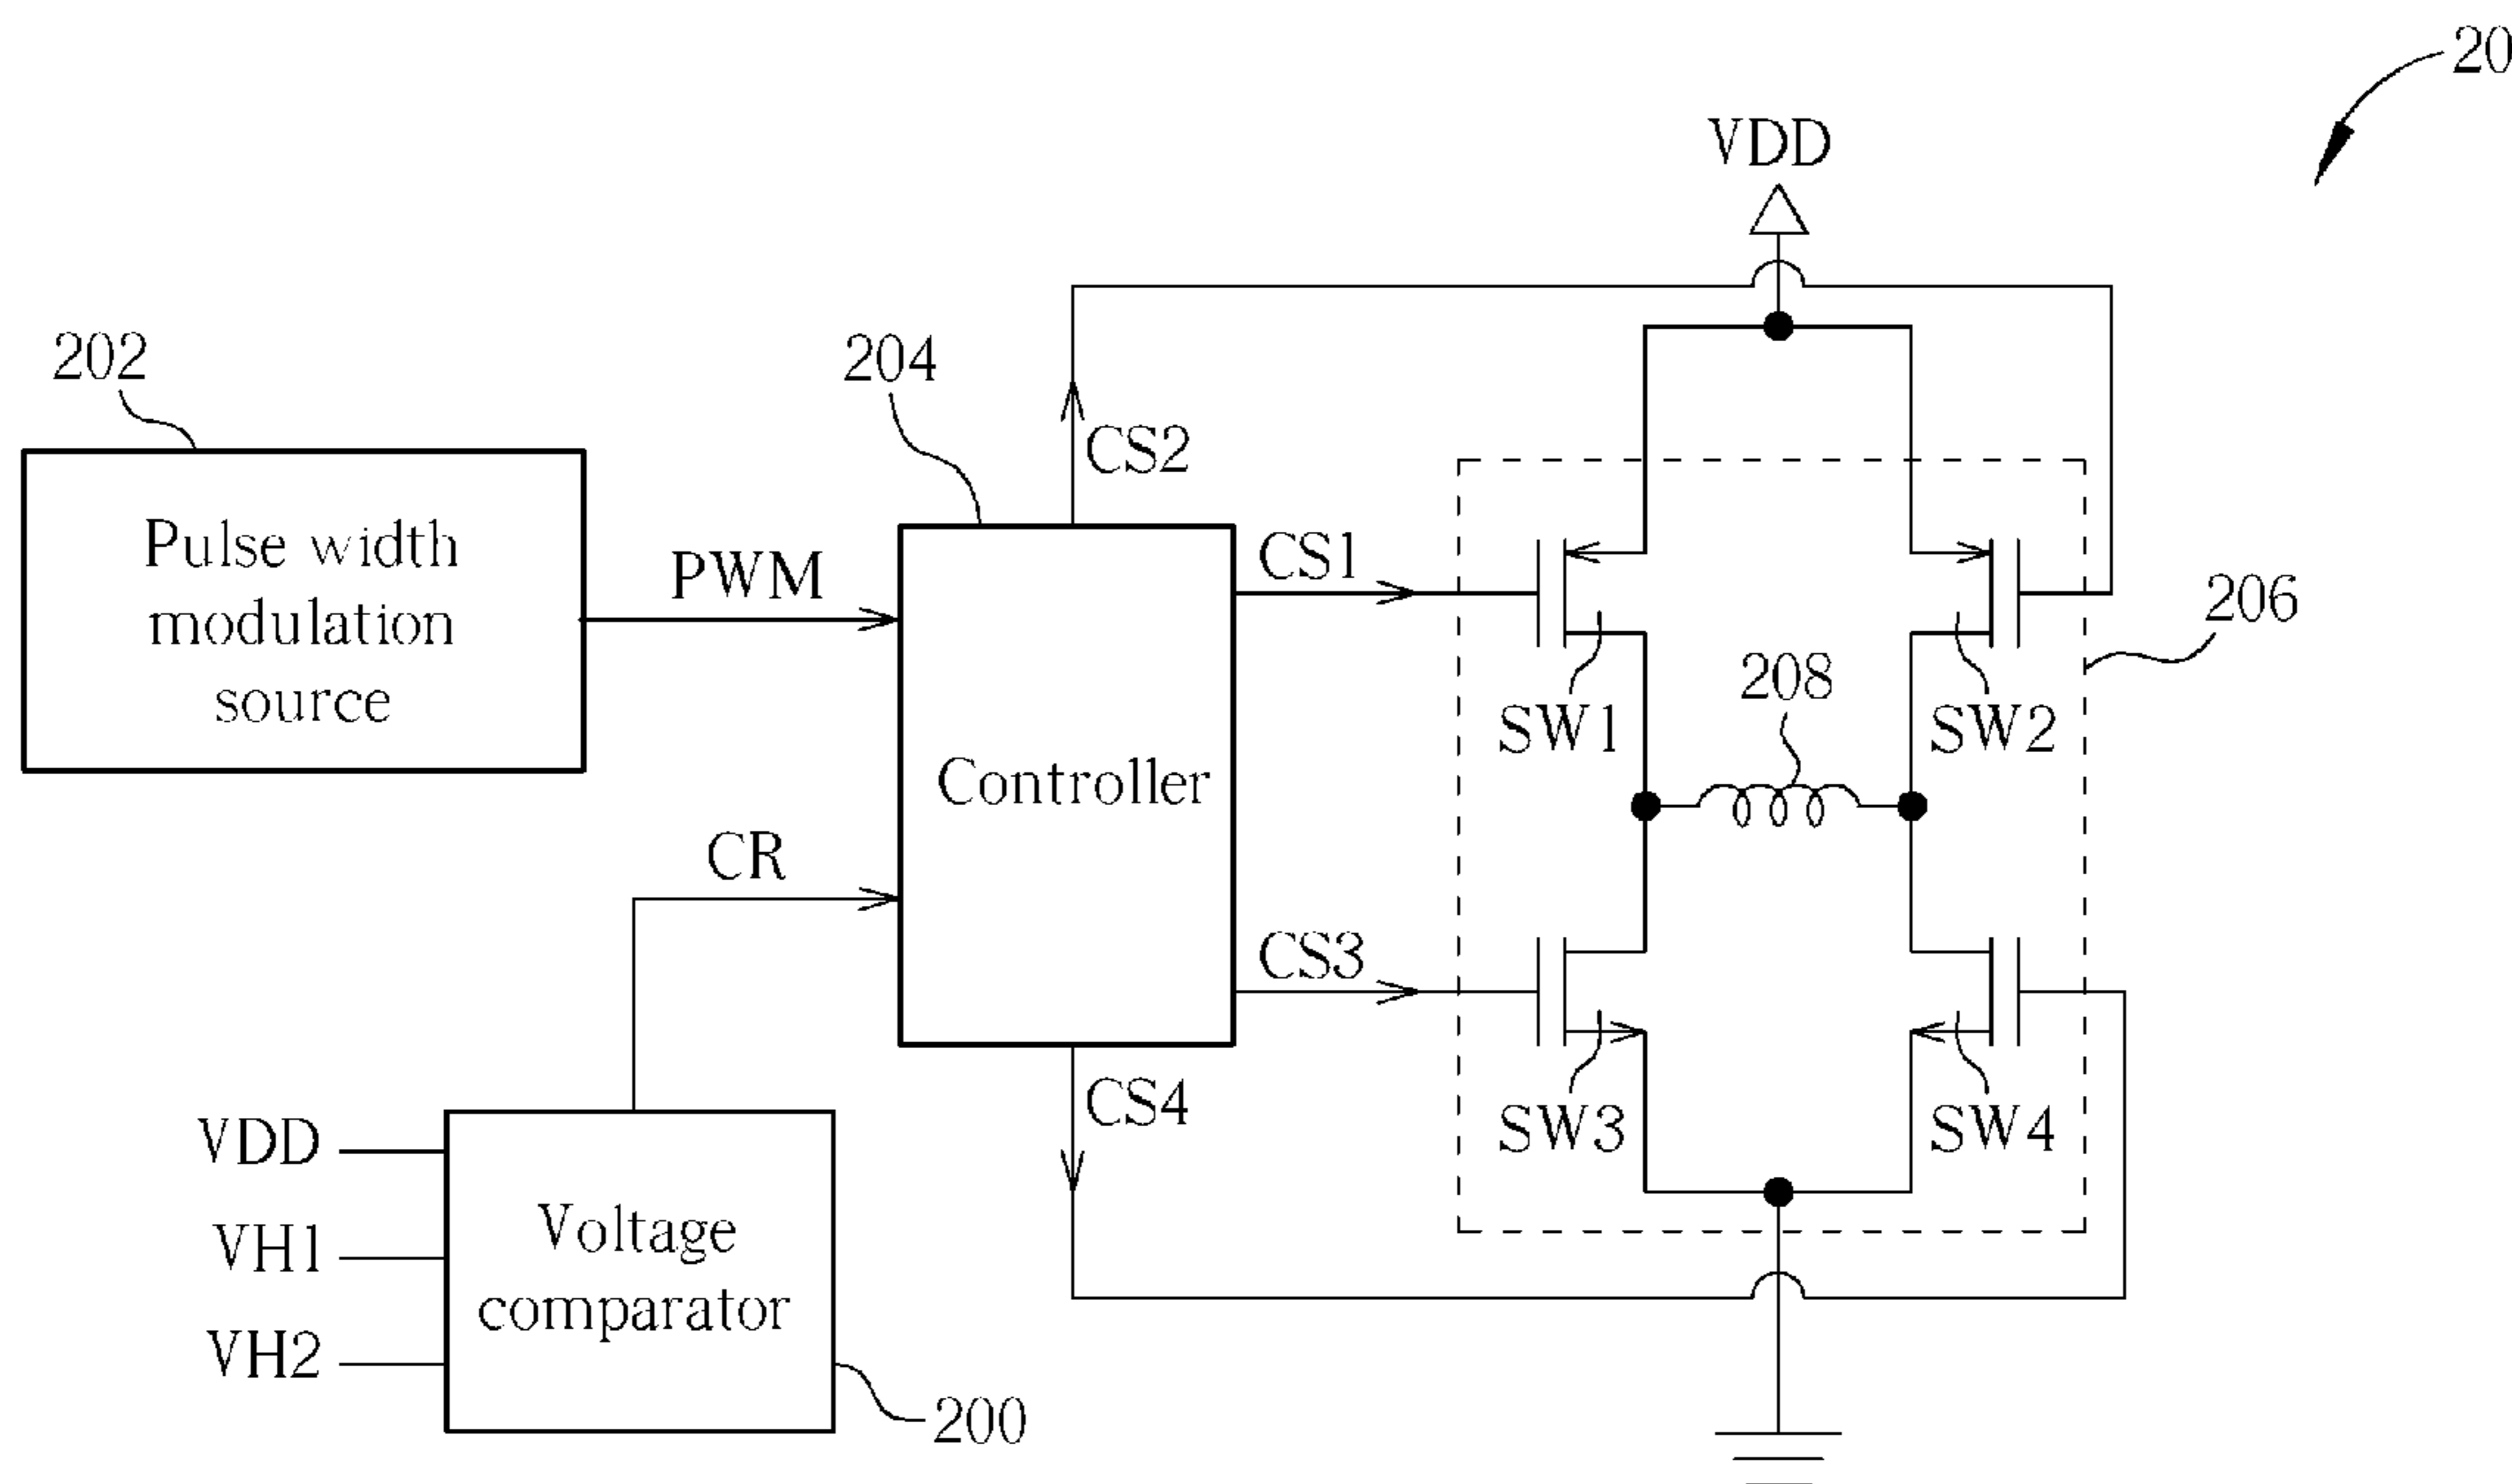 20
VDD
202
204
CS2
Pulse width
modulation
source
PWM
CS1
206
208
SW1
SW2
Controller
CR
CS3
CS4
SW3
SW4
VDD
VH1
VH2
Voltage
comparator
200